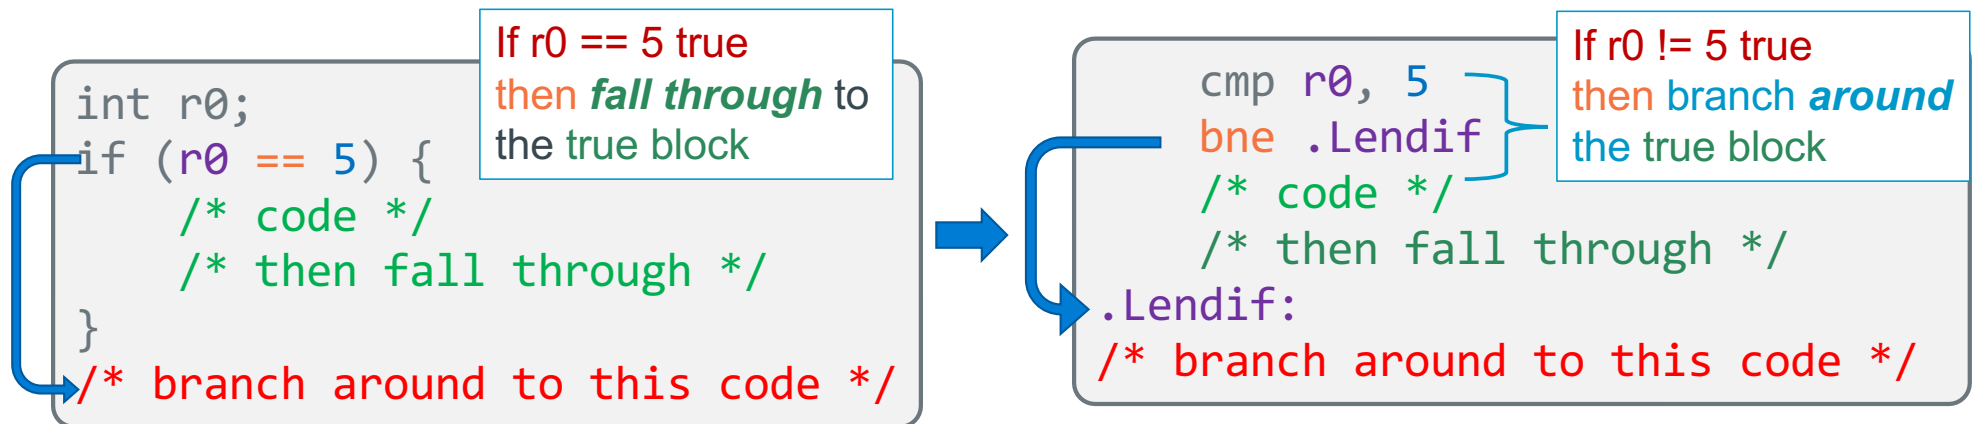 If r0 == 5 true
then fall through to
the true block
int r0;
if (r0 == 5) {
/* code */
/* then fall through */
}
/* branch around to this code */
If r0 != 5 true
then branch around
the true block
cmp r0, 5
bne .Lendif
/* code */
/* then fall through */
.Lendif:
/* branch around to this code */